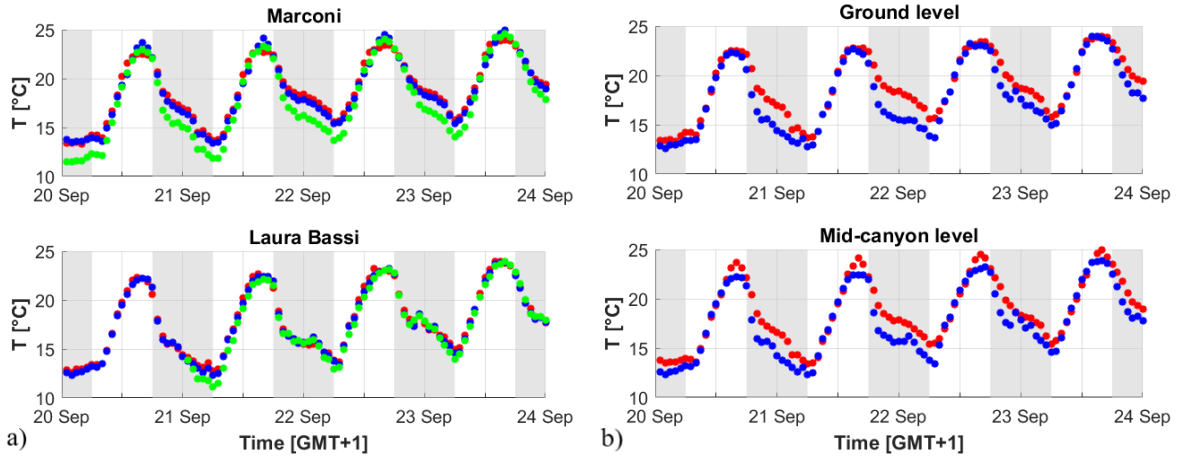 Marconi
25
20
15
10
T [°C]
20 Sep 21 Sep 22 Sep 23 Sep 24 Sep
Laura Bassi
25
20
15
10
T [°C]
20 Sep 21 Sep 22 Sep 23 Sep 24 Sep
Time [GMT+1]
a)
Ground level
25
20
15
10
T [°C]
20 Sep 21 Sep 22 Sep 23 Sep 24 Sep
Mid-canyon level
25
20
15
10
T [°C]
20 Sep 21 Sep 22 Sep 23 Sep 24 Sep
Time [GMT+1]
b)